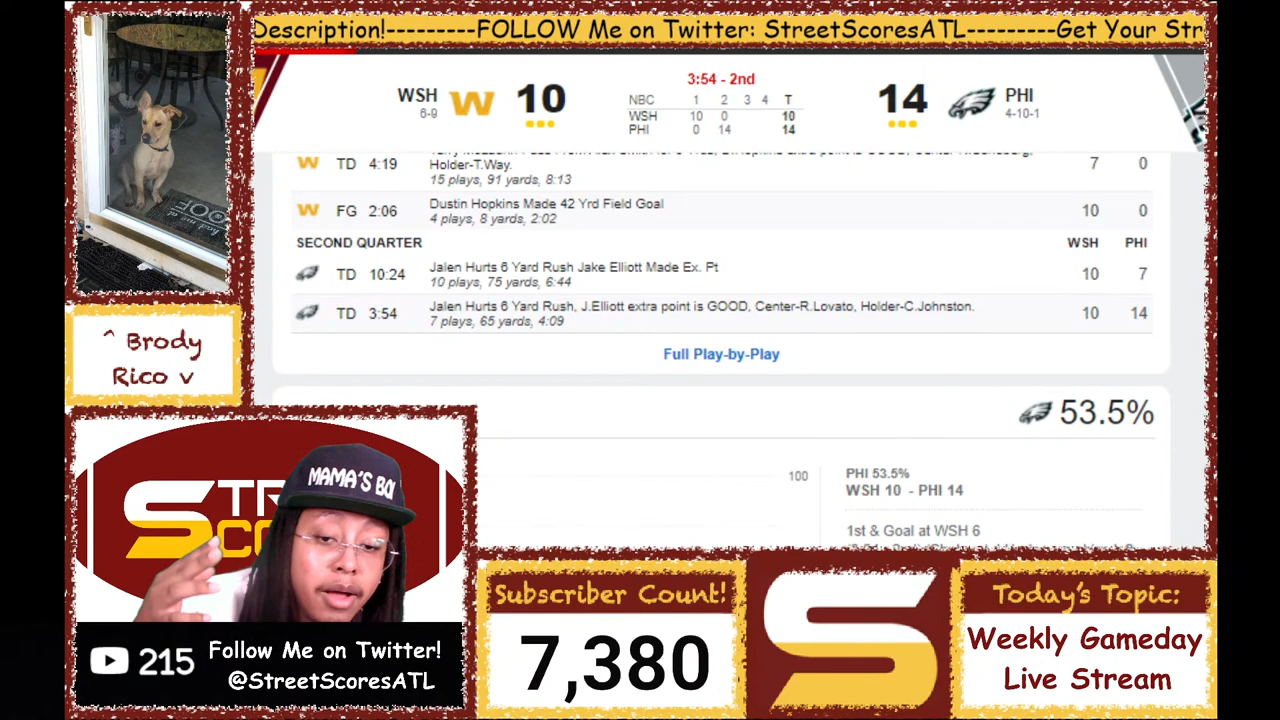 Description!---------FOLLOW Me on Twitter: StreetScoresATL---------Get Your Str
3:54 - 2nd
WSH W 10
6-9
NBC 1 2 3 4 T
WSH 10 0 10
PHI 0 14 14
14 PHI
4-10-1
TD 4:19
Holder-T.Way.
15 plays, 91 yards, 8:13
7 0
W FG 2:06
Dustin Hopkins Made 42 Yrd Field Goal
4 plays, 8 yards, 2:02
10 0
SECOND QUARTER WSH PHI
TD 10:24
Jalen Hurts 6 Yard Rush Jake Elliott Made Ex. Pt
10 plays, 75 yards, 6:44
10 7
TD 3:54
Jalen Hurts 6 Yard Rush, J.Elliott extra point is GOOD, Center-R.Lovato, Holder-C.Johnston.
7 plays, 65 yards, 4:09
10 14
Full Play-by-Play
^ Brody
Rico v
53.5%
100
PHI 53.5%
WSH 10 - PHI 14
1st & Goal at WSH 6
MAMA'S BOY
STR
SCO
215
Follow Me on Twitter!
@StreetScoresATL
Subscriber Count!
7,380
S
Today's Topic:
Weekly Gameday
Live Stream